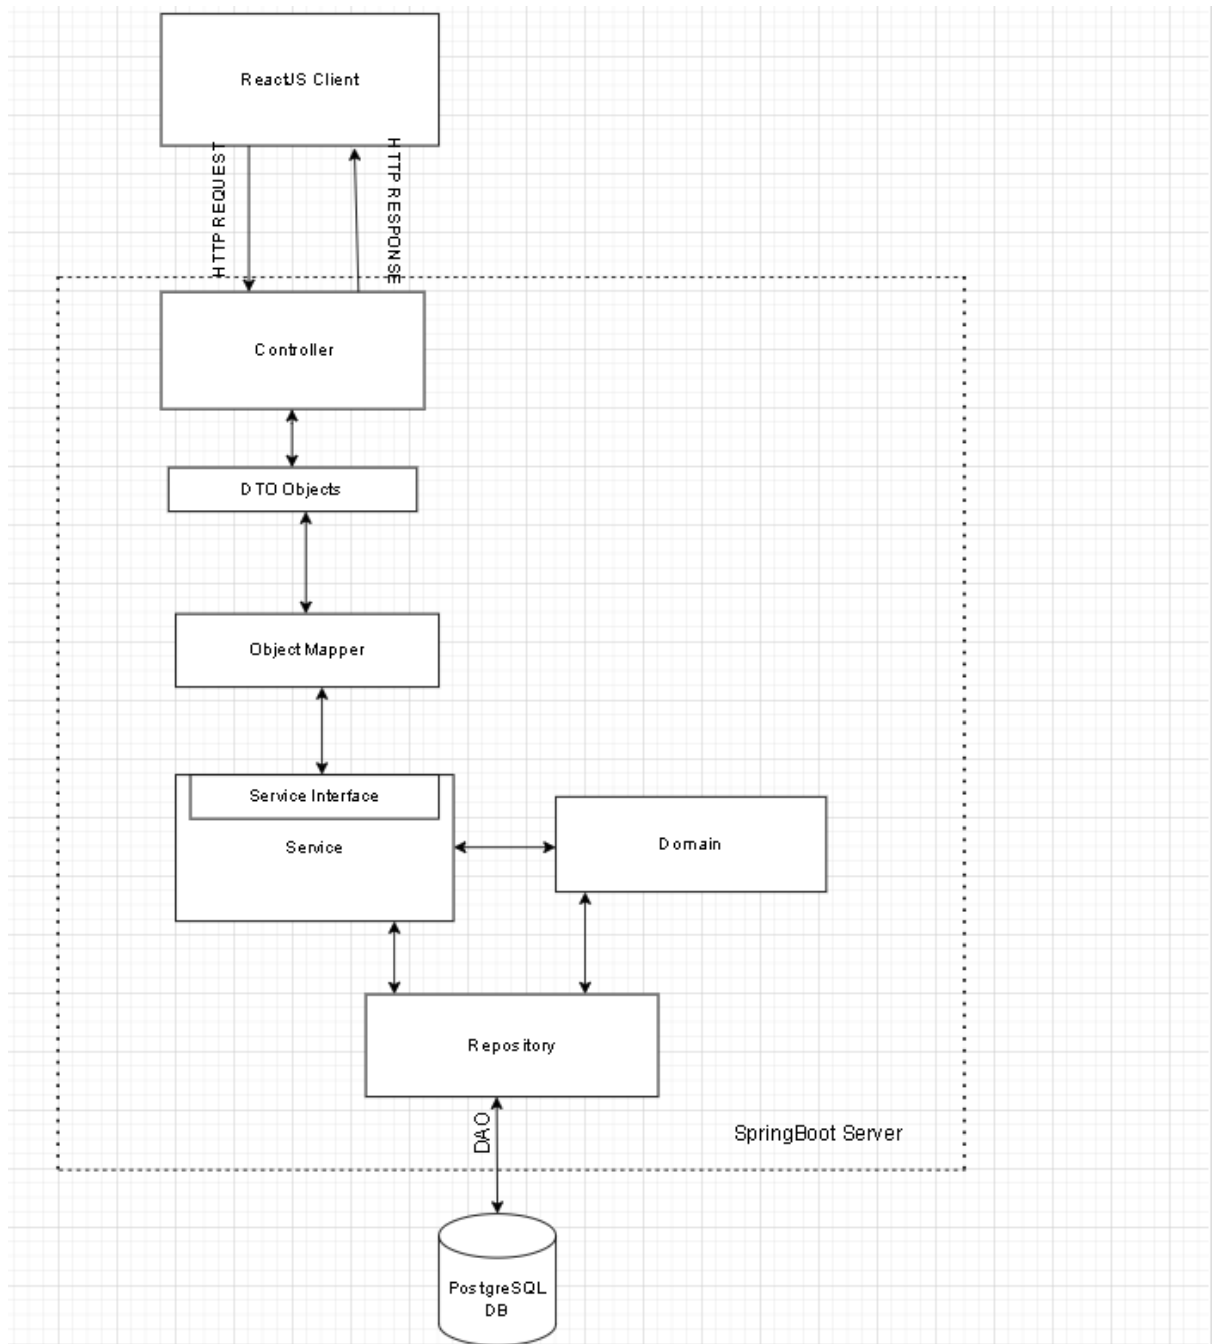 ReactJS Client
HTTP REQUEST
HTTP RESPONSE
Controller
DTO Objects
Object Mapper
Service Interface
Service
Domain
Repository
DAO
SpringBoot Server
PostgreSQL
DB